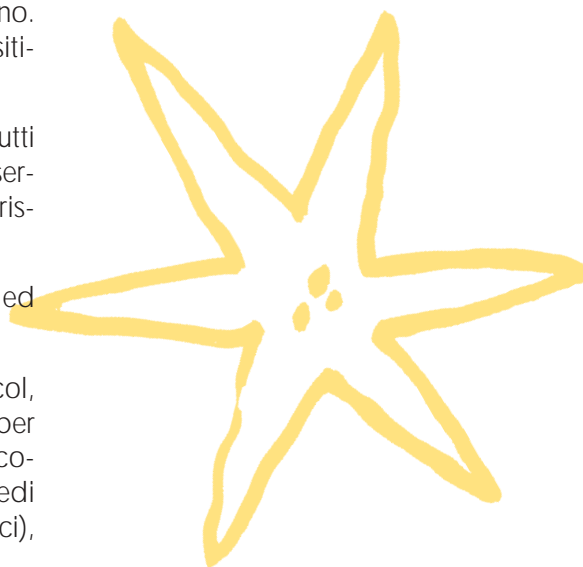 no.
siti-
utti
ser-
ris-
ed
col,
per
co-
edi
ci),